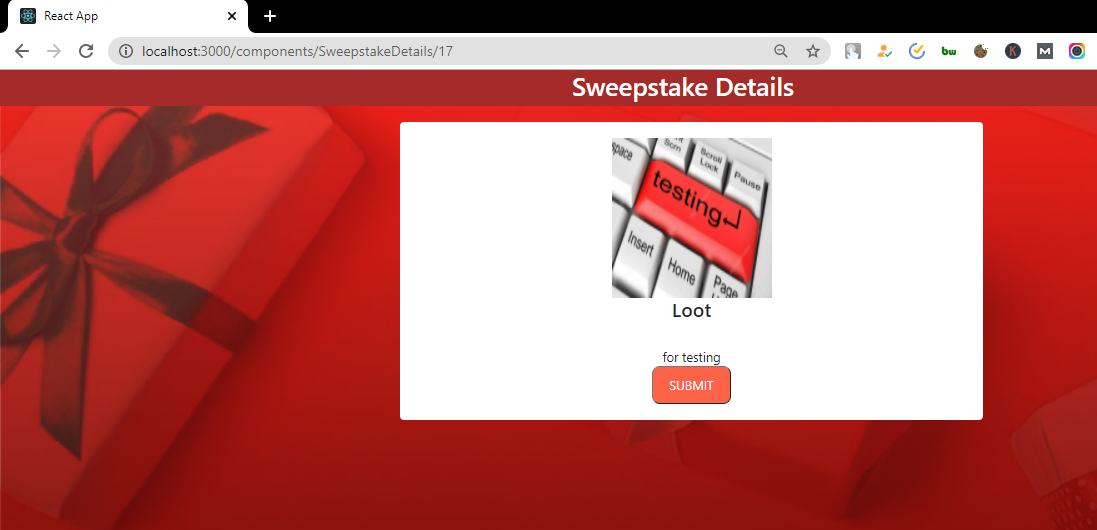 React App
localhost:3000/components/SweepstakeDetails/17
bw
K
M
Sweepstake Details
Scrn
Scroll
Lock
Pause
testing
Insert
Home
Page
Loot
for testing
SUBMIT